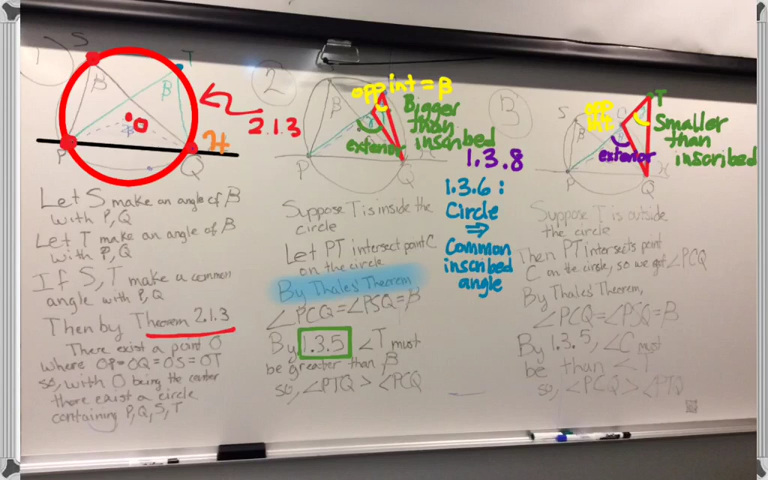 1
S
T
β
β
O
P
Q
2.1.3
Let S make an angle of β
with P,Q
Let T make an angle of β
with P,Q
If S,T make a common
angle with P,Q
Then by Theorem 2.1.3
There exist a point O
where OP=OQ=OS=OT
so, with O being the center
there exist a circle
containing P,Q,S,T
2
opp int = β
Bigger
than
inscribed
exterior
P
Q
1.3.8
1.3.6:
Circle
⇒
Common
inscribed
angle
Suppose T is inside the
circle
Let PT intersect point C
on the circle
By Thales' Theorem
∠PCQ=∠PSQ=β
By 1.3.5 ∠T must
be greater than β
so, ∠PTQ > ∠PCQ
3
S
opp
int
T
Smaller
than
inscribed
exterior
P
Q
Suppose T is outside
the circle
Then PT intersects point
C on the circle, so we got ∠PCQ
By Thales' Theorem,
∠PCQ=∠PSQ=β
By 1.3.5, ∠C must
be than ∠T
so, ∠PCQ > ∠PTQ